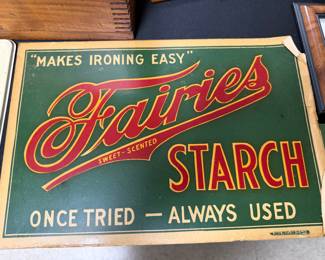 "MAKES IRONING EASY"
Fairies
SWEET-SCENTED
STARCH
ONCE TRIED — ALWAYS USED